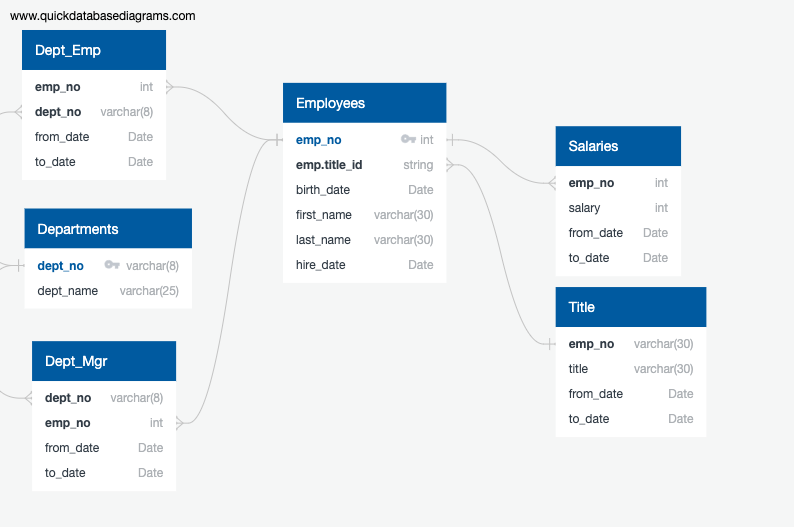 www.quickdatabasediagrams.com
Dept_Emp
emp_no int
dept_no varchar(8)
from_date Date
to_date Date
Departments
dept_no varchar(8)
dept_name varchar(25)
Dept_Mgr
dept_no varchar(8)
emp_no int
from_date Date
to_date Date
Employees
emp_no int
emp.title_id string
birth_date Date
first_name varchar(30)
last_name varchar(30)
hire_date Date
Salaries
emp_no int
salary int
from_date Date
to_date Date
Title
emp_no varchar(30)
title varchar(30)
from_date Date
to_date Date